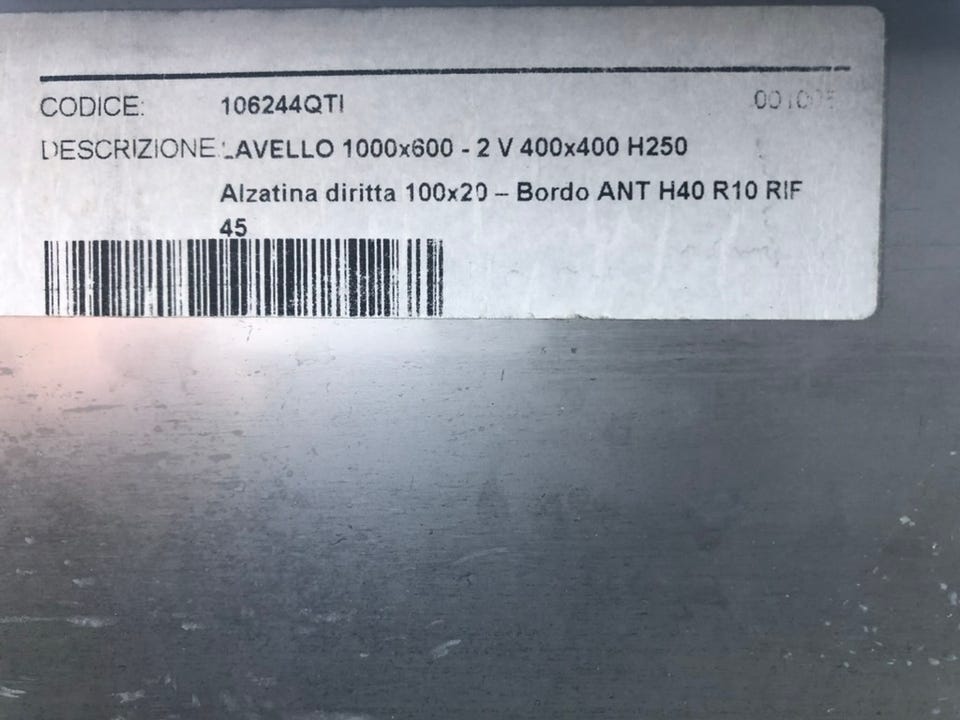 CODICE: 106244QTI
DESCRIZIONE: LAVELLO 1000x600 - 2 V 400x400 H250
Alzatina diritta 100x20 – Bordo ANT H40 R10 RIF
45